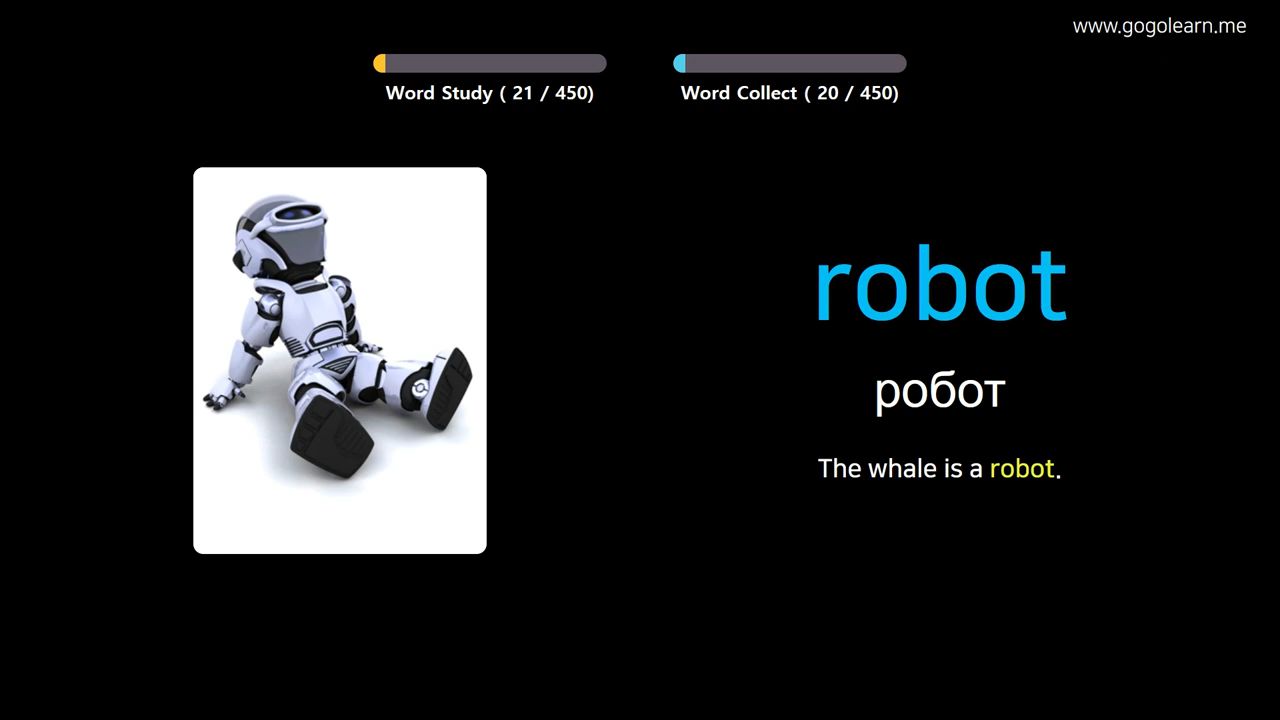 www.gogolearn.me
Word Study ( 21 / 450)
Word Collect ( 20 / 450)
robot
робот
The whale is a robot.